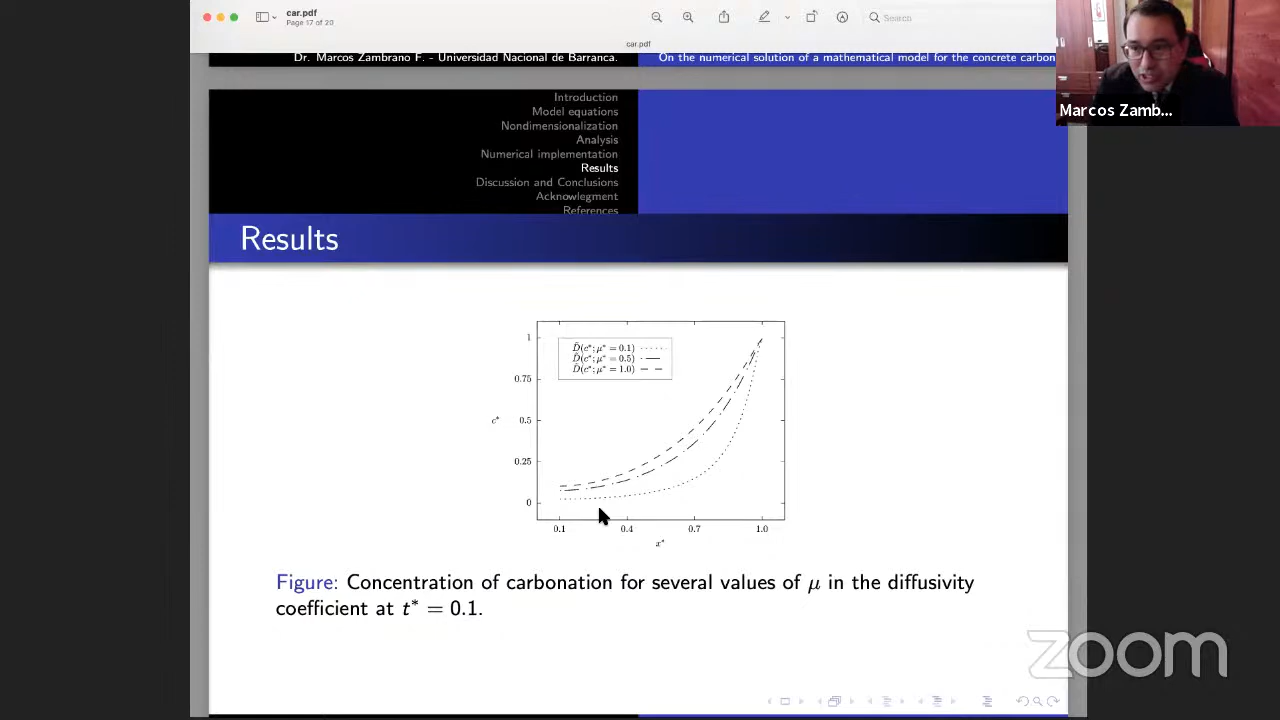 car.pdf
Page 17 of 20
Search
car.pdf
Dr. Marcos Zambrano F. - Universidad Nacional de Barranca.
On the numerical solution of a mathematical model for the concrete carbon
Marcos Zamb...
Introduction
Model equations
Nondimensionalization
Analysis
Numerical implementation
Results
Discussion and Conclusions
Acknowlegment
References
Results
D̄(c*; μ* = 0.1)
D̄(c*; μ* = 0.5)
D̄(c*; μ* = 1.0)
1
0.75
c*
0.5
0.25
0
0.1 0.4 0.7 1.0
x*
Figure: Concentration of carbonation for several values of μ in the diffusivity
coefficient at t* = 0.1.
zoom